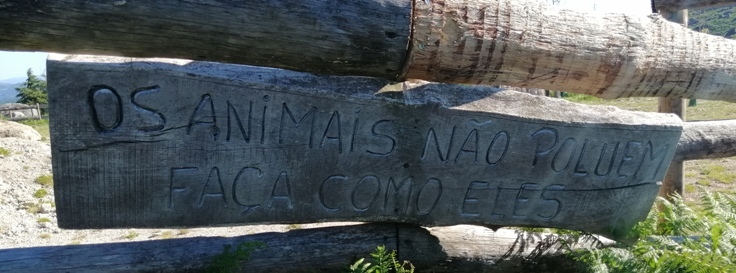 OS ANiMAIS NÃO POLUEM
FAÇA COMO ELES